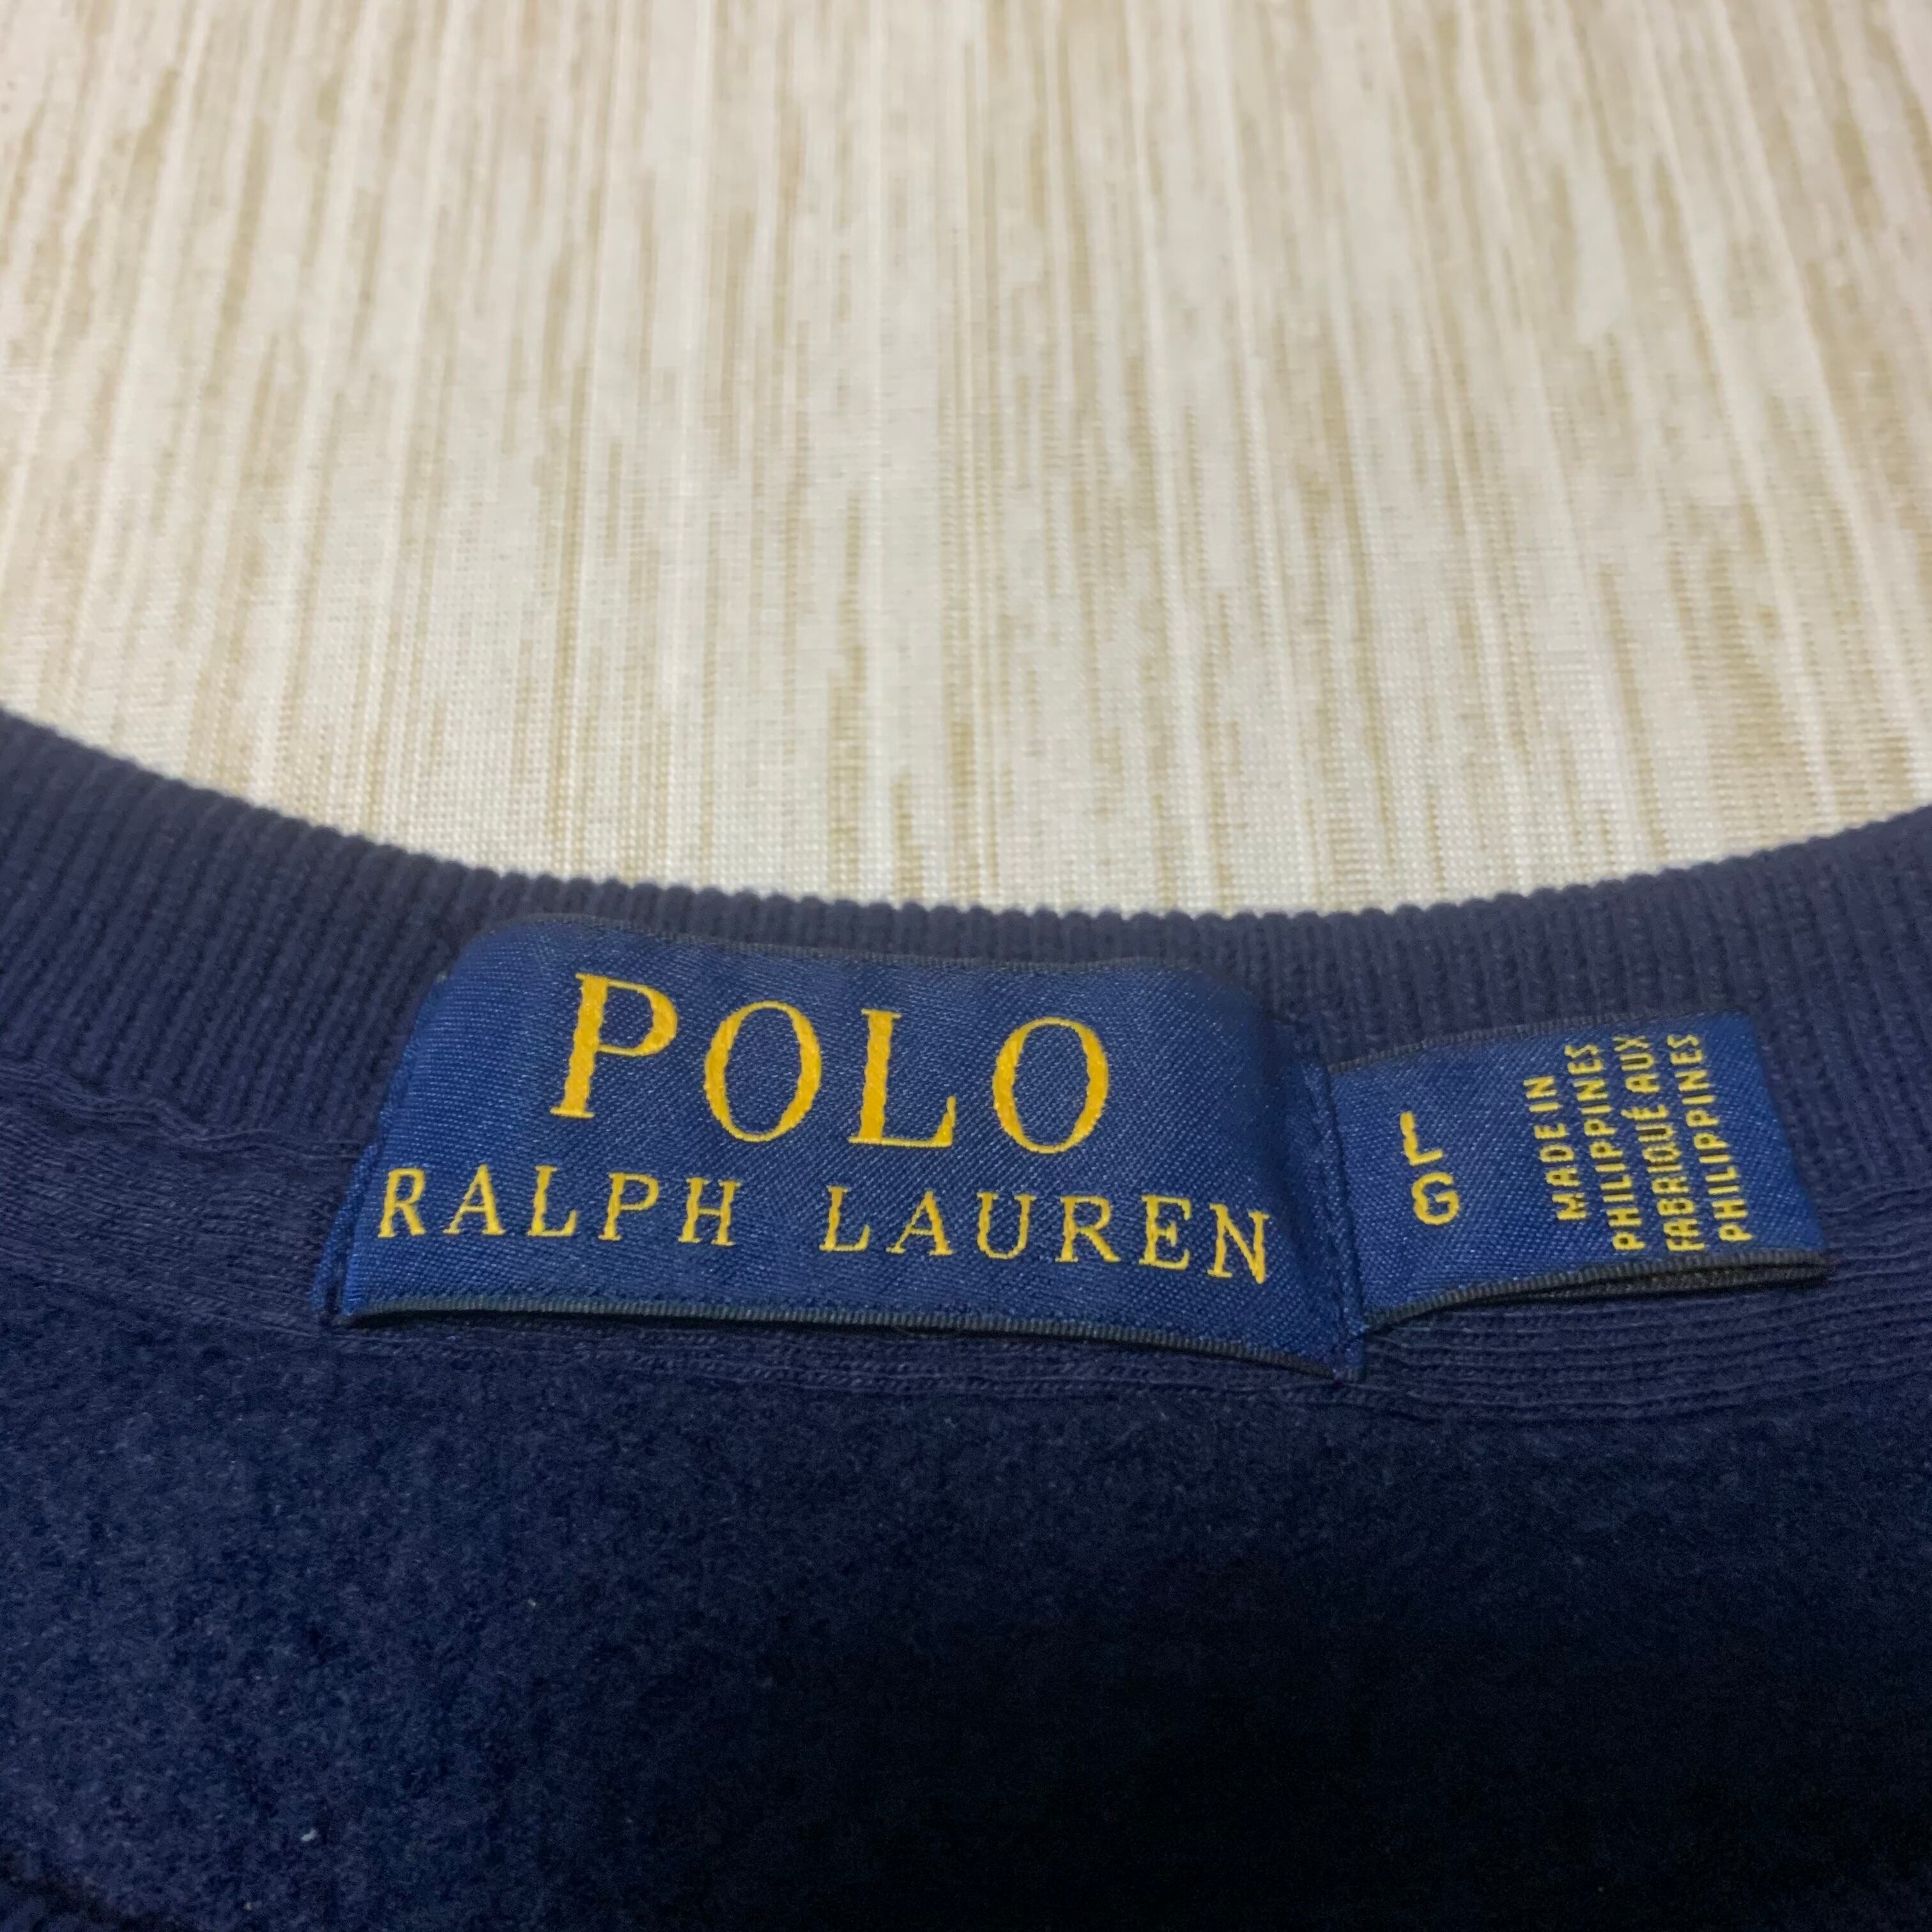 POLO
RALPH LAUREN
L
G
MADE IN
PHILIPPINES
FABRIQUÉ AUX
PHILIPPINES